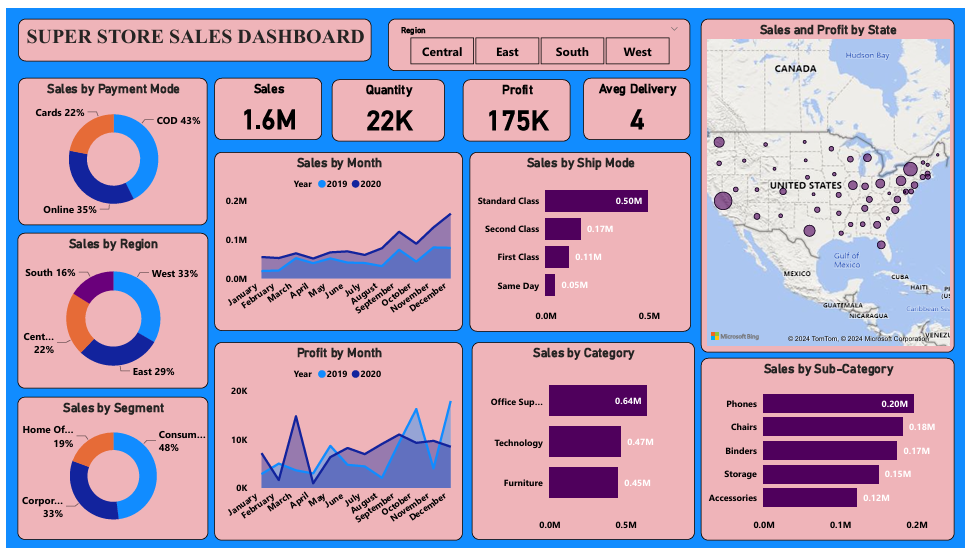 SUPER STORE SALES DASHBOARD
Region
Central East South West
Sales by Payment Mode
Cards 22%
COD 43%
Online 35%
Sales
1.6M
Quantity
22K
Profit
175K
Aveg Delivery
4
Sales by Region
South 16%
West 33%
Cent...
22%
East 29%
Sales by Segment
Home Of...
19%
Consum...
48%
Corpor...
33%
Sales by Month
Year 2019 2020
0.2M
0.1M
0.0M
January
February
March
April
May
June
July
August
September
October
November
December
Profit by Month
Year 2019 2020
20K
10K
0K
January
February
March
April
May
June
July
August
September
October
November
December
Sales by Ship Mode
Standard Class 0.50M
Second Class 0.17M
First Class 0.11M
Same Day 0.05M
0.0M 0.5M
Sales by Category
Office Sup... 0.64M
Technology 0.47M
Furniture 0.45M
0.0M 0.5M
Sales and Profit by State
Hudson Bay
CANADA
UNITED STATES
Gulf of
Mexico
MEXICO
CUBA
HAITI
P
(US
GUATEMALA
NICARAGUA
Caribbean Se
VENEZU
Microsoft Bing
© 2024 TomTom, © 2024 Microsoft Corporation
Sales by Sub-Category
Phones 0.20M
Chairs 0.18M
Binders 0.17M
Storage 0.15M
Accessories 0.12M
0.0M 0.1M 0.2M